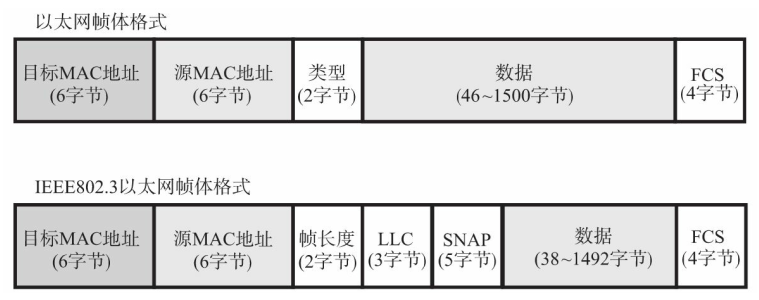 以太网帧体格式
目标MAC地址 源MAC地址 类型 数据 FCS
(6字节) (6字节) (2字节) (46~1500字节) (4字节)
IEEE802.3以太网帧体格式
目标MAC地址 源MAC地址 帧长度 LLC SNAP 数据 FCS
(6字节) (6字节) (2字节) (3字节) (5字节) (38~1492字节) (4字节)